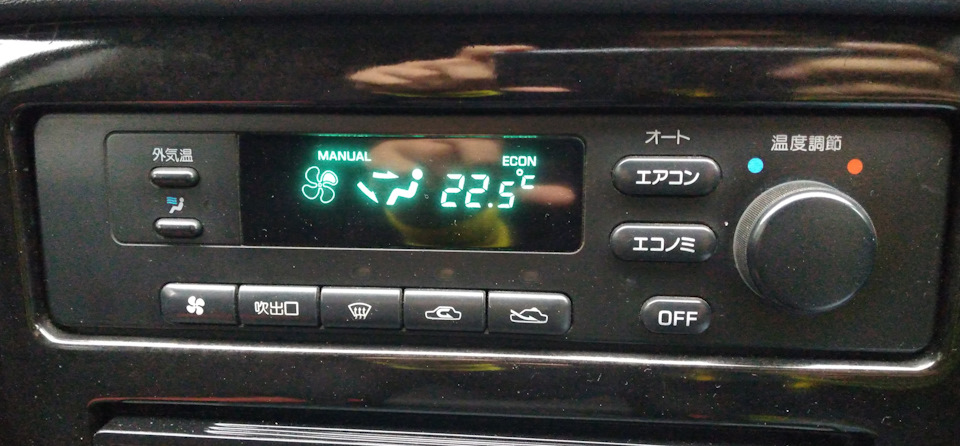 外気温
MANUAL
ECON
22.5℃
オート
エアコン
エコノミ
OFF
温度調節
吹出口